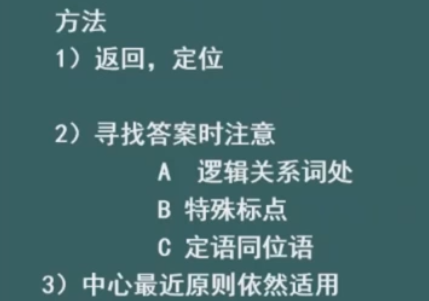 方法
1）返回，定位
2）寻找答案时注意
A 逻辑关系词处
B 特殊标点
C 定语同位语
3）中心最近原则依然适用